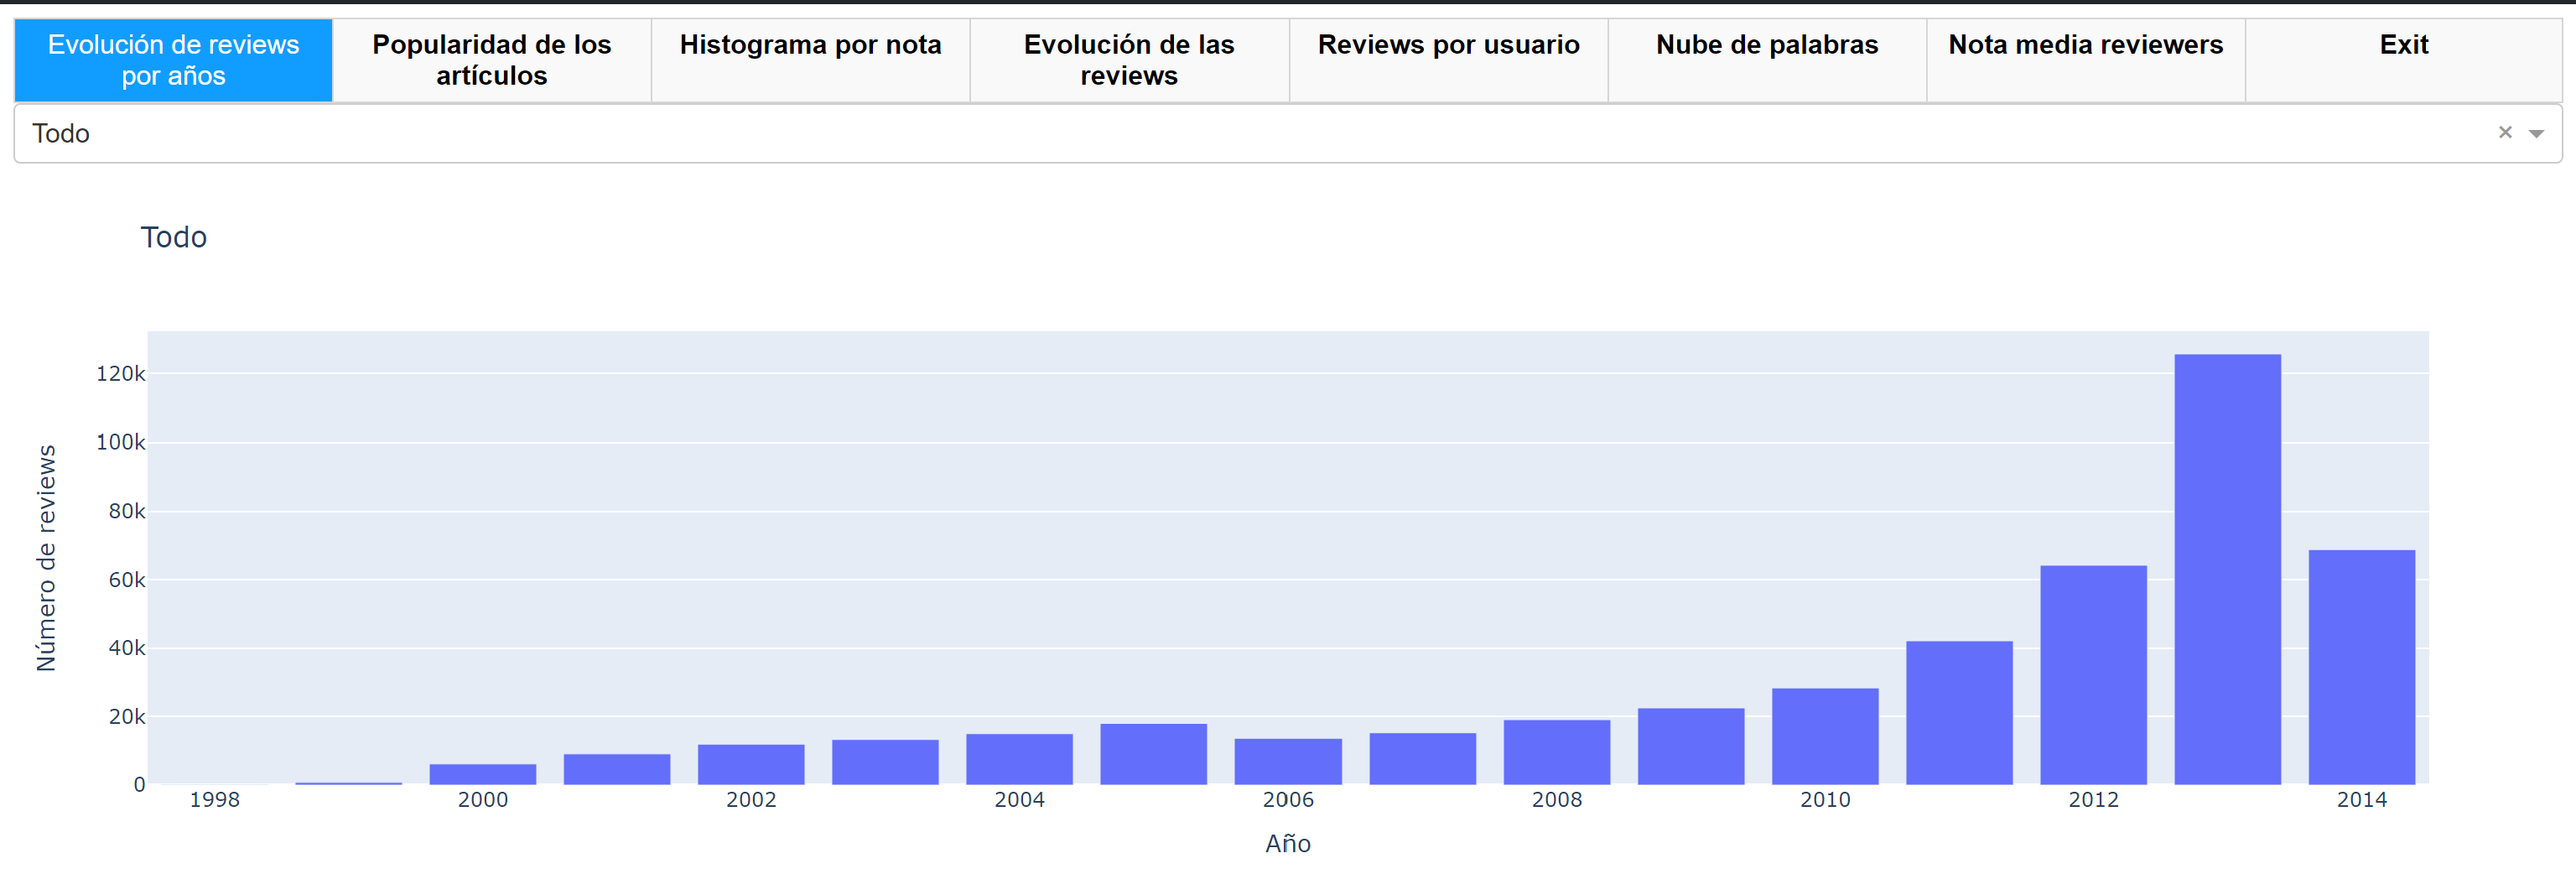 Evolución de reviews
por años
Popularidad de los
artículos
Histograma por nota
Evolución de las
reviews
Reviews por usuario
Nube de palabras
Nota media reviewers
Exit
Todo
Todo
Número de reviews
120k
100k
80k
60k
40k
20k
0
1998
2000
2002
2004
2006
2008
2010
2012
2014
Año